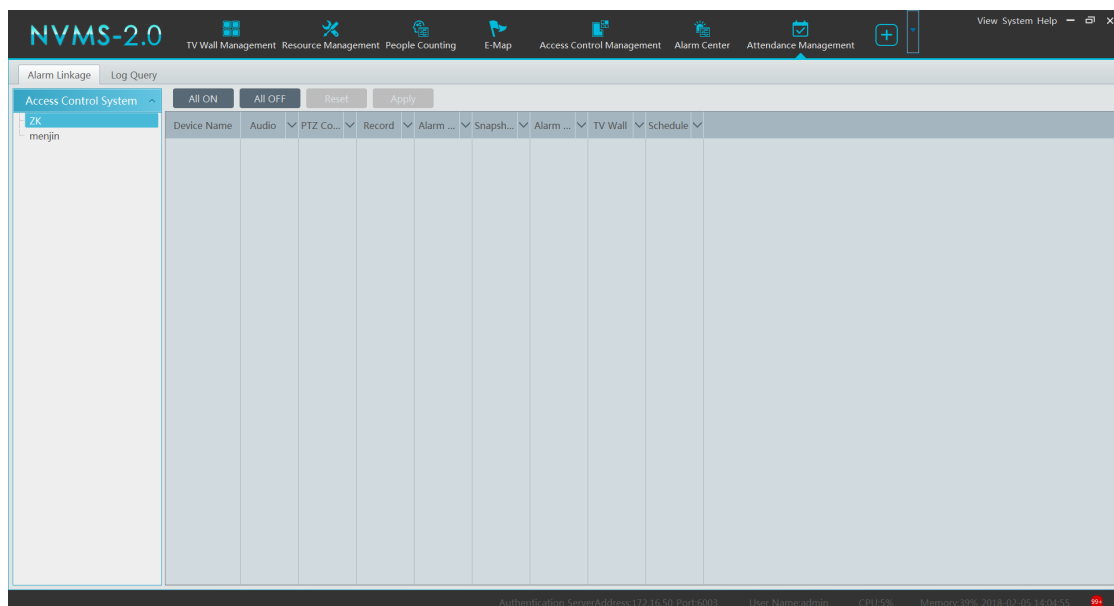 NVMS-2.0
TV Wall Management Resource Management People Counting E-Map Access Control Management Alarm Center Attendance Management
View System Help
Alarm Linkage Log Query
Access Control System
All ON All OFF Reset Apply
ZK
menjin
Device Name Audio PTZ Co... Record Alarm ... Snapsh... Alarm ... TV Wall Schedule
Authentication ServerAddress:172.16.50 Port:6003 User Name:admin CPU:5% Memory:39% 2018-02-05 14:04:55 99+